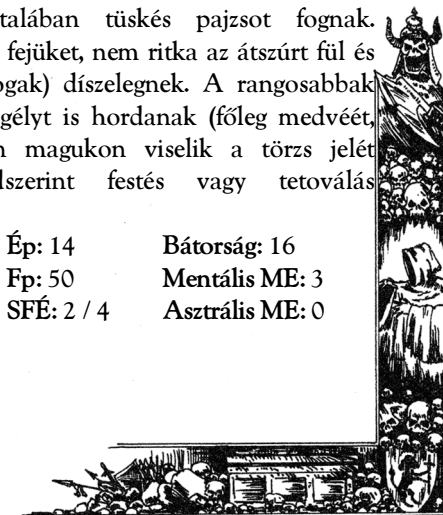 talában tüskés pajzsot fognak.
fejüket, nem ritka az átszúrt fül és
ogak) díszelegnek. A rangosabbak
gélyt is hordanak (főleg medvéét,
magukon viselik a törzs jelét
lszerint festés vagy tetoválás
Ép: 14 Bátorság: 16
Fp: 50 Mentális ME: 3
SFÉ: 2 / 4 Asztrális ME: 0